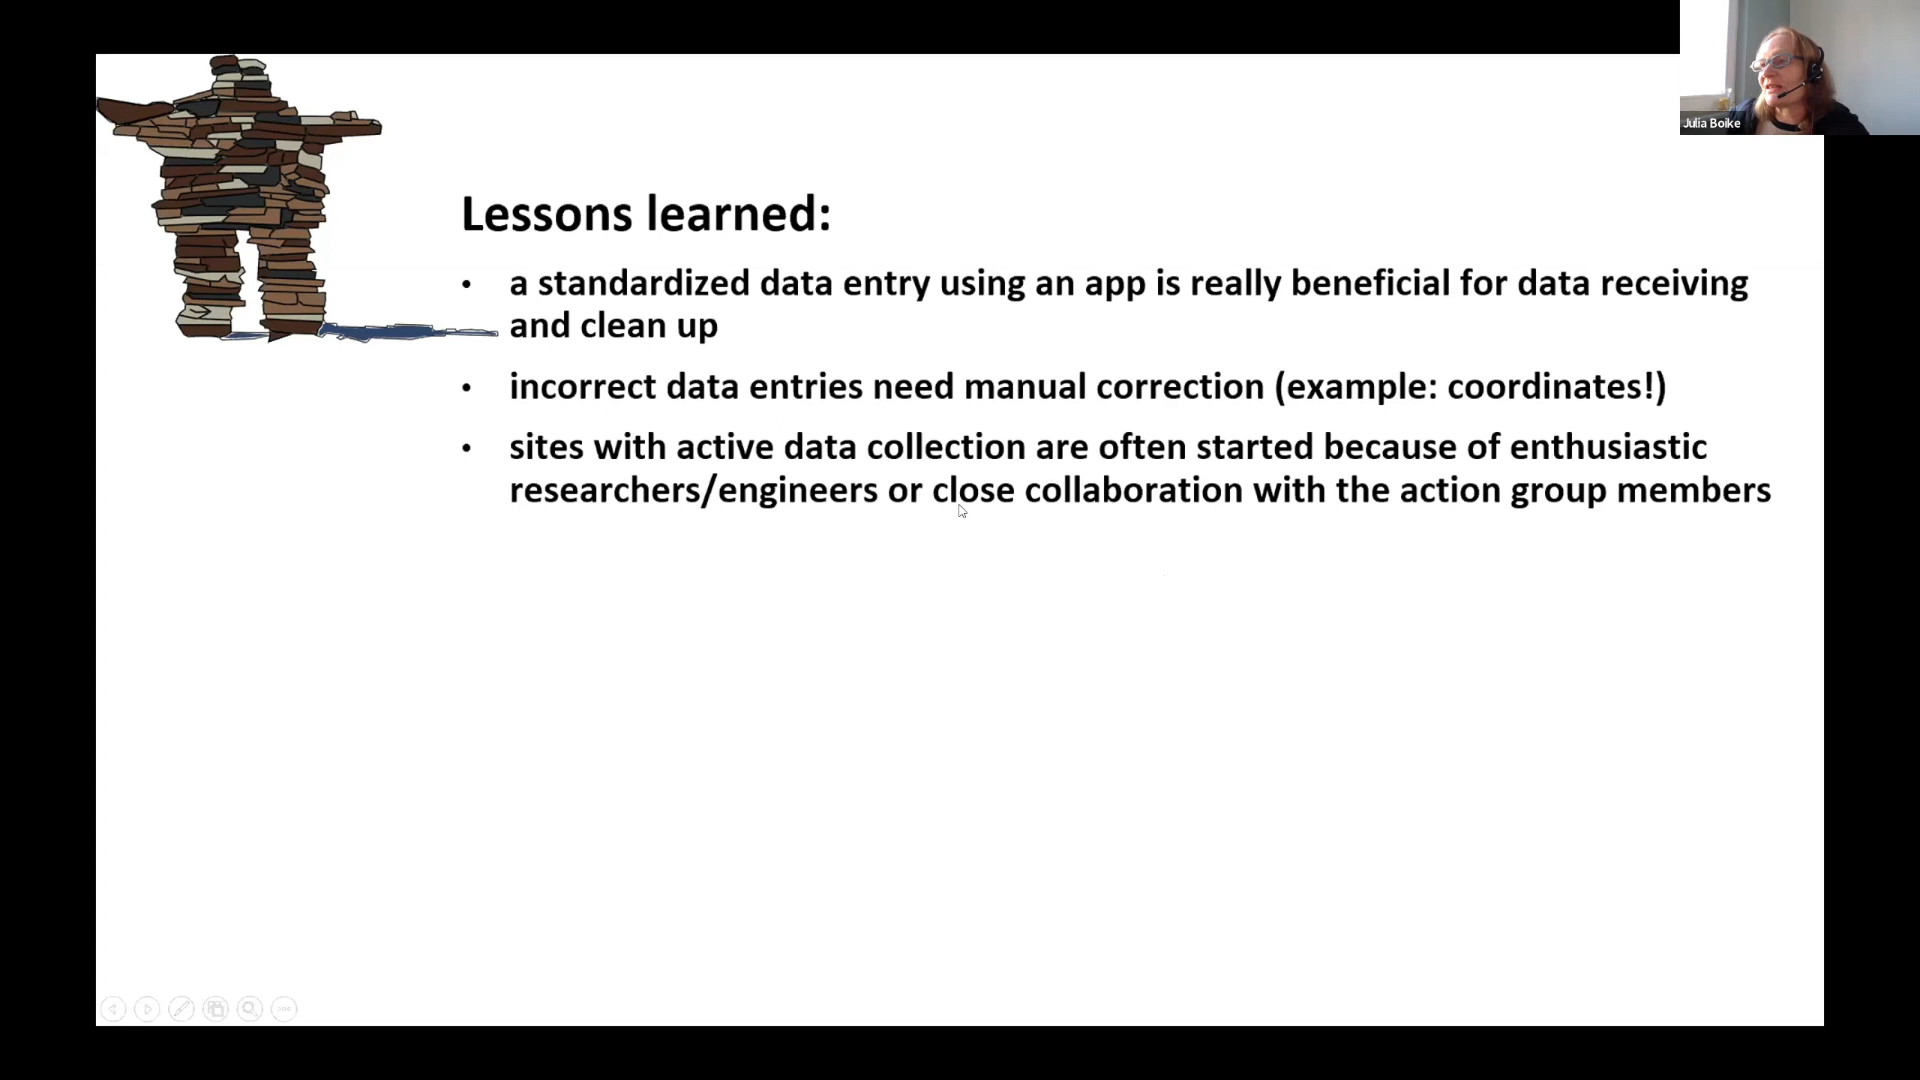 Julia Boike
Lessons learned:
• a standardized data entry using an app is really beneficial for data receiving
and clean up
• incorrect data entries need manual correction (example: coordinates!)
• sites with active data collection are often started because of enthusiastic
researchers/engineers or close collaboration with the action group members